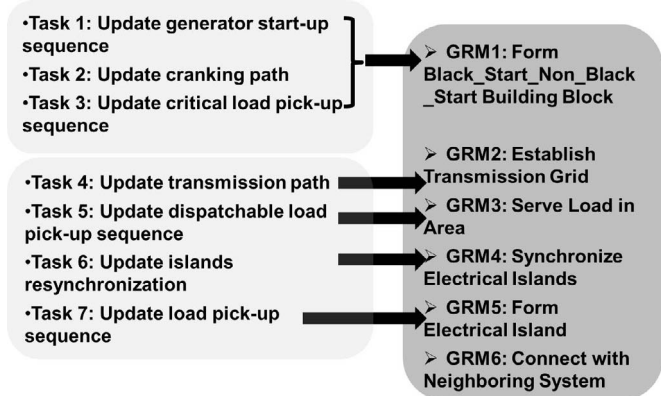 •Task 1: Update generator start-up
sequence
•Task 2: Update cranking path
•Task 3: Update critical load pick-up
sequence
•Task 4: Update transmission path
•Task 5: Update dispatchable load
pick-up sequence
•Task 6: Update islands
resynchronization
•Task 7: Update load pick-up
sequence
➢ GRM1: Form
Black_Start_Non_Black
_Start Building Block
➢ GRM2: Establish
Transmission Grid
➢ GRM3: Serve Load in
Area
➢ GRM4: Synchronize
Electrical Islands
➢ GRM5: Form
Electrical Island
➢ GRM6: Connect with
Neighboring System